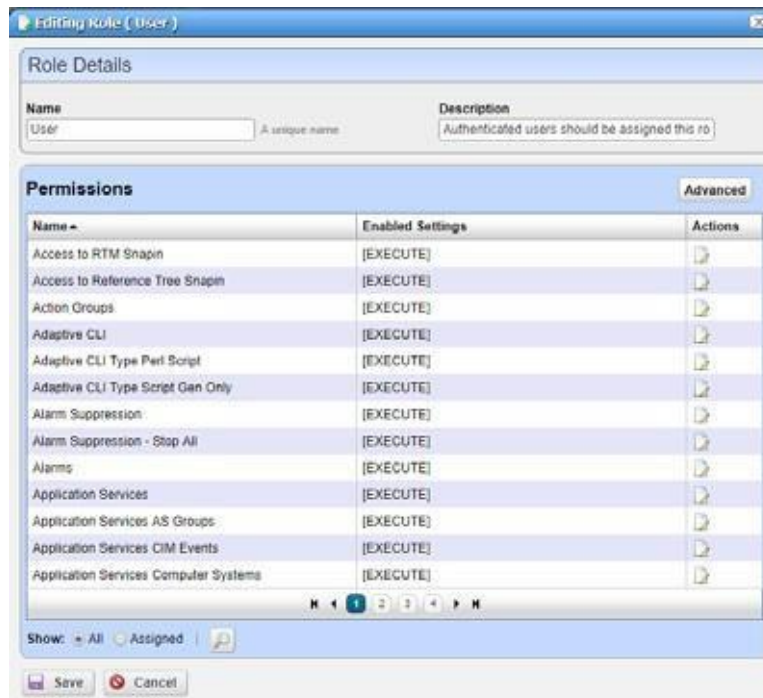 Editing Role ( User )
Role Details
Name
Description
User
A unique name
Authenticated users should be assigned this ro
Permissions
Advanced
Name
Enabled Settings
Actions
Access to RTM Snapin [EXECUTE]
Access to Reference Tree Snapin [EXECUTE]
Action Groups [EXECUTE]
Adaptive CLI [EXECUTE]
Adaptive CLI Type Perl Script [EXECUTE]
Adaptive CLI Type Script Gen Only [EXECUTE]
Alarm Suppression [EXECUTE]
Alarm Suppression - Stop All [EXECUTE]
Alarms [EXECUTE]
Application Services [EXECUTE]
Application Services AS Groups [EXECUTE]
Application Services CIM Events [EXECUTE]
Application Services Computer Systems [EXECUTE]
1 2 3 4
Show: All Assigned
Save Cancel